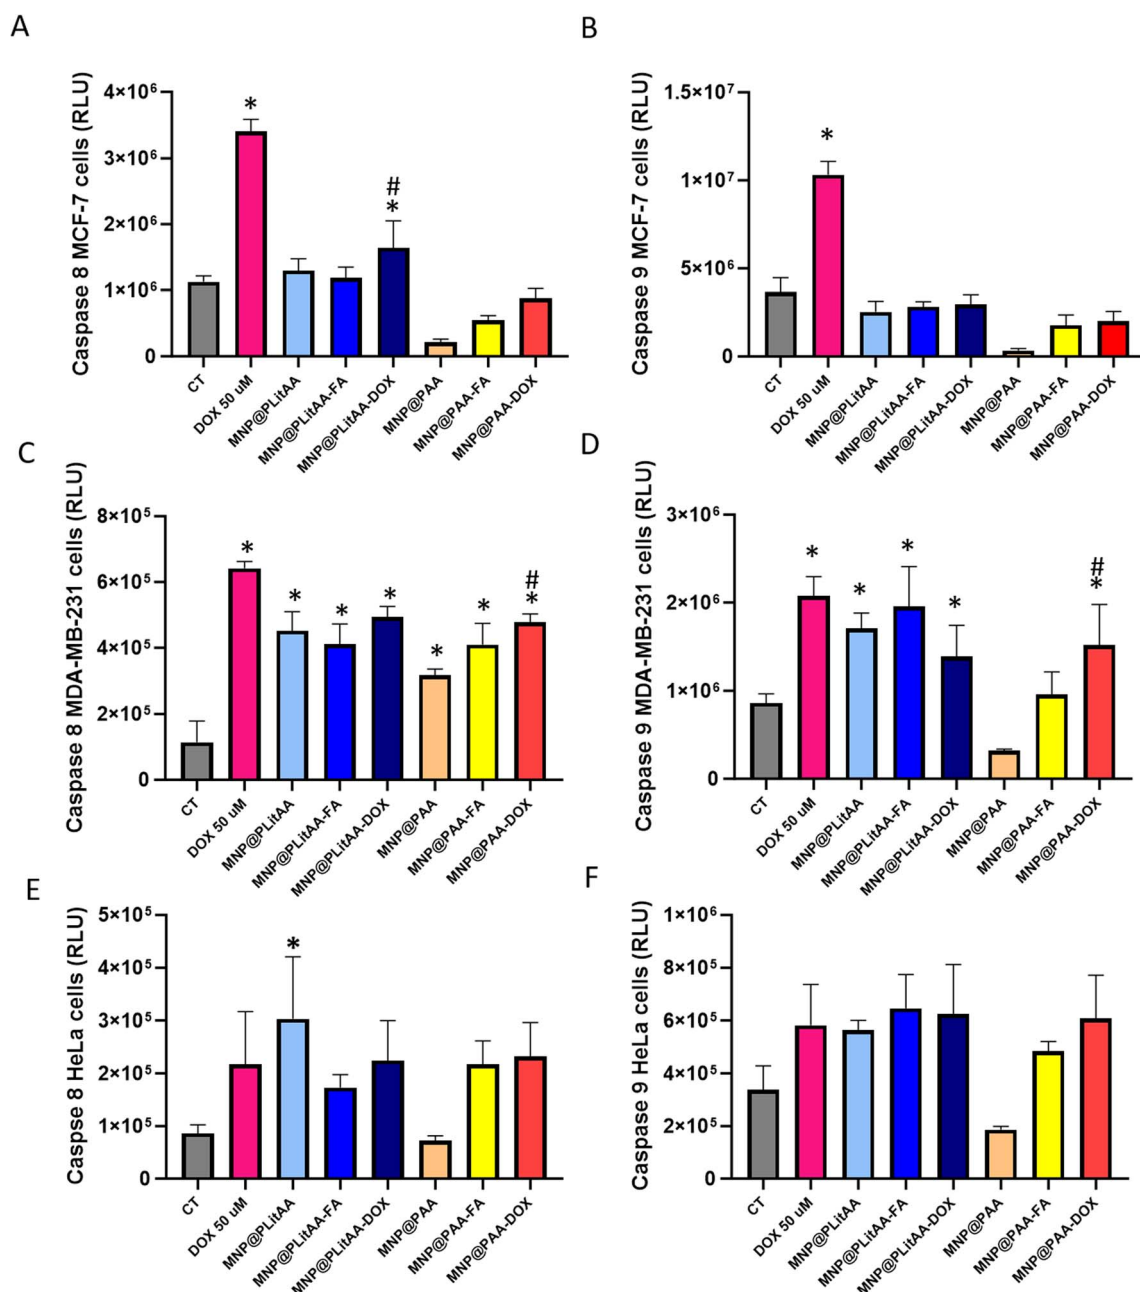 A
Caspase 8 MCF-7 cells (RLU)
4×10⁶
3×10⁶
2×10⁶
1×10⁶
0
*
#
*
CT
DOX 50 uM
MNP@PLitAA
MNP@PLitAA-FA
MNP@PLitAA-DOX
MNP@PAA
MNP@PAA-FA
MNP@PAA-DOX
B
Caspase 9 MCF-7 cells (RLU)
1.5×10⁷
1×10⁷
5×10⁶
0
*
CT
DOX 50 uM
MNP@PLitAA
MNP@PLitAA-FA
MNP@PLitAA-DOX
MNP@PAA
MNP@PAA-FA
MNP@PAA-DOX
C
Caspase 8 MDA-MB-231 cells (RLU)
8×10⁵
6×10⁵
4×10⁵
2×10⁵
0
*
*
*
*
*
*
#
*
CT
DOX 50 uM
MNP@PLitAA
MNP@PLitAA-FA
MNP@PLitAA-DOX
MNP@PAA
MNP@PAA-FA
MNP@PAA-DOX
D
Caspase 9 MDA-MB-231 cells (RLU)
3×10⁶
2×10⁶
1×10⁶
0
*
*
*
*
#
*
CT
DOX 50 uM
MNP@PLitAA
MNP@PLitAA-FA
MNP@PLitAA-DOX
MNP@PAA
MNP@PAA-FA
MNP@PAA-DOX
E
Caspse 8 HeLa cells (RLU)
5×10⁵
4×10⁵
3×10⁵
2×10⁵
1×10⁵
0
*
CT
DOX 50 uM
MNP@PLitAA
MNP@PLitAA-FA
MNP@PLitAA-DOX
MNP@PAA
MNP@PAA-FA
MNP@PAA-DOX
F
Caspase 9 HeLa cells (RLU)
1×10⁶
8×10⁵
6×10⁵
4×10⁵
2×10⁵
0
CT
DOX 50 uM
MNP@PLitAA
MNP@PLitAA-FA
MNP@PLitAA-DOX
MNP@PAA
MNP@PAA-FA
MNP@PAA-DOX